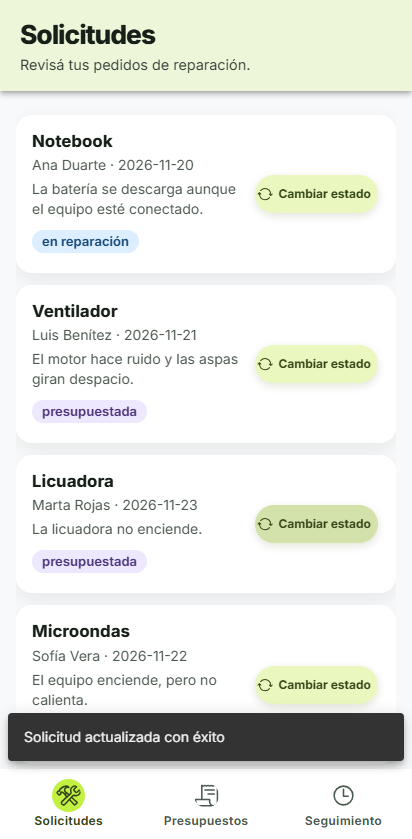 Solicitudes
Revisá tus pedidos de reparación.
Notebook
Ana Duarte · 2026-11-20
La batería se descarga aunque
el equipo esté conectado.
en reparación
Cambiar estado
Ventilador
Luis Benítez · 2026-11-21
El motor hace ruido y las aspas
giran despacio.
presupuestada
Cambiar estado
Licuadora
Marta Rojas · 2026-11-23
La licuadora no enciende.
presupuestada
Cambiar estado
Microondas
Sofía Vera · 2026-11-22
El equipo enciende, pero no
calienta.
Cambiar estado
Solicitud actualizada con éxito
Solicitudes
Presupuestos
Seguimiento